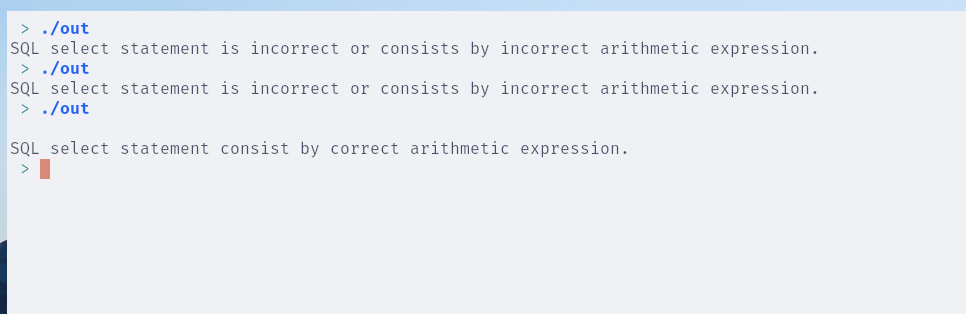 > ./out
SQL select statement is incorrect or consists by incorrect arithmetic expression.
> ./out
SQL select statement is incorrect or consists by incorrect arithmetic expression.
> ./out
SQL select statement consist by correct arithmetic expression.
>